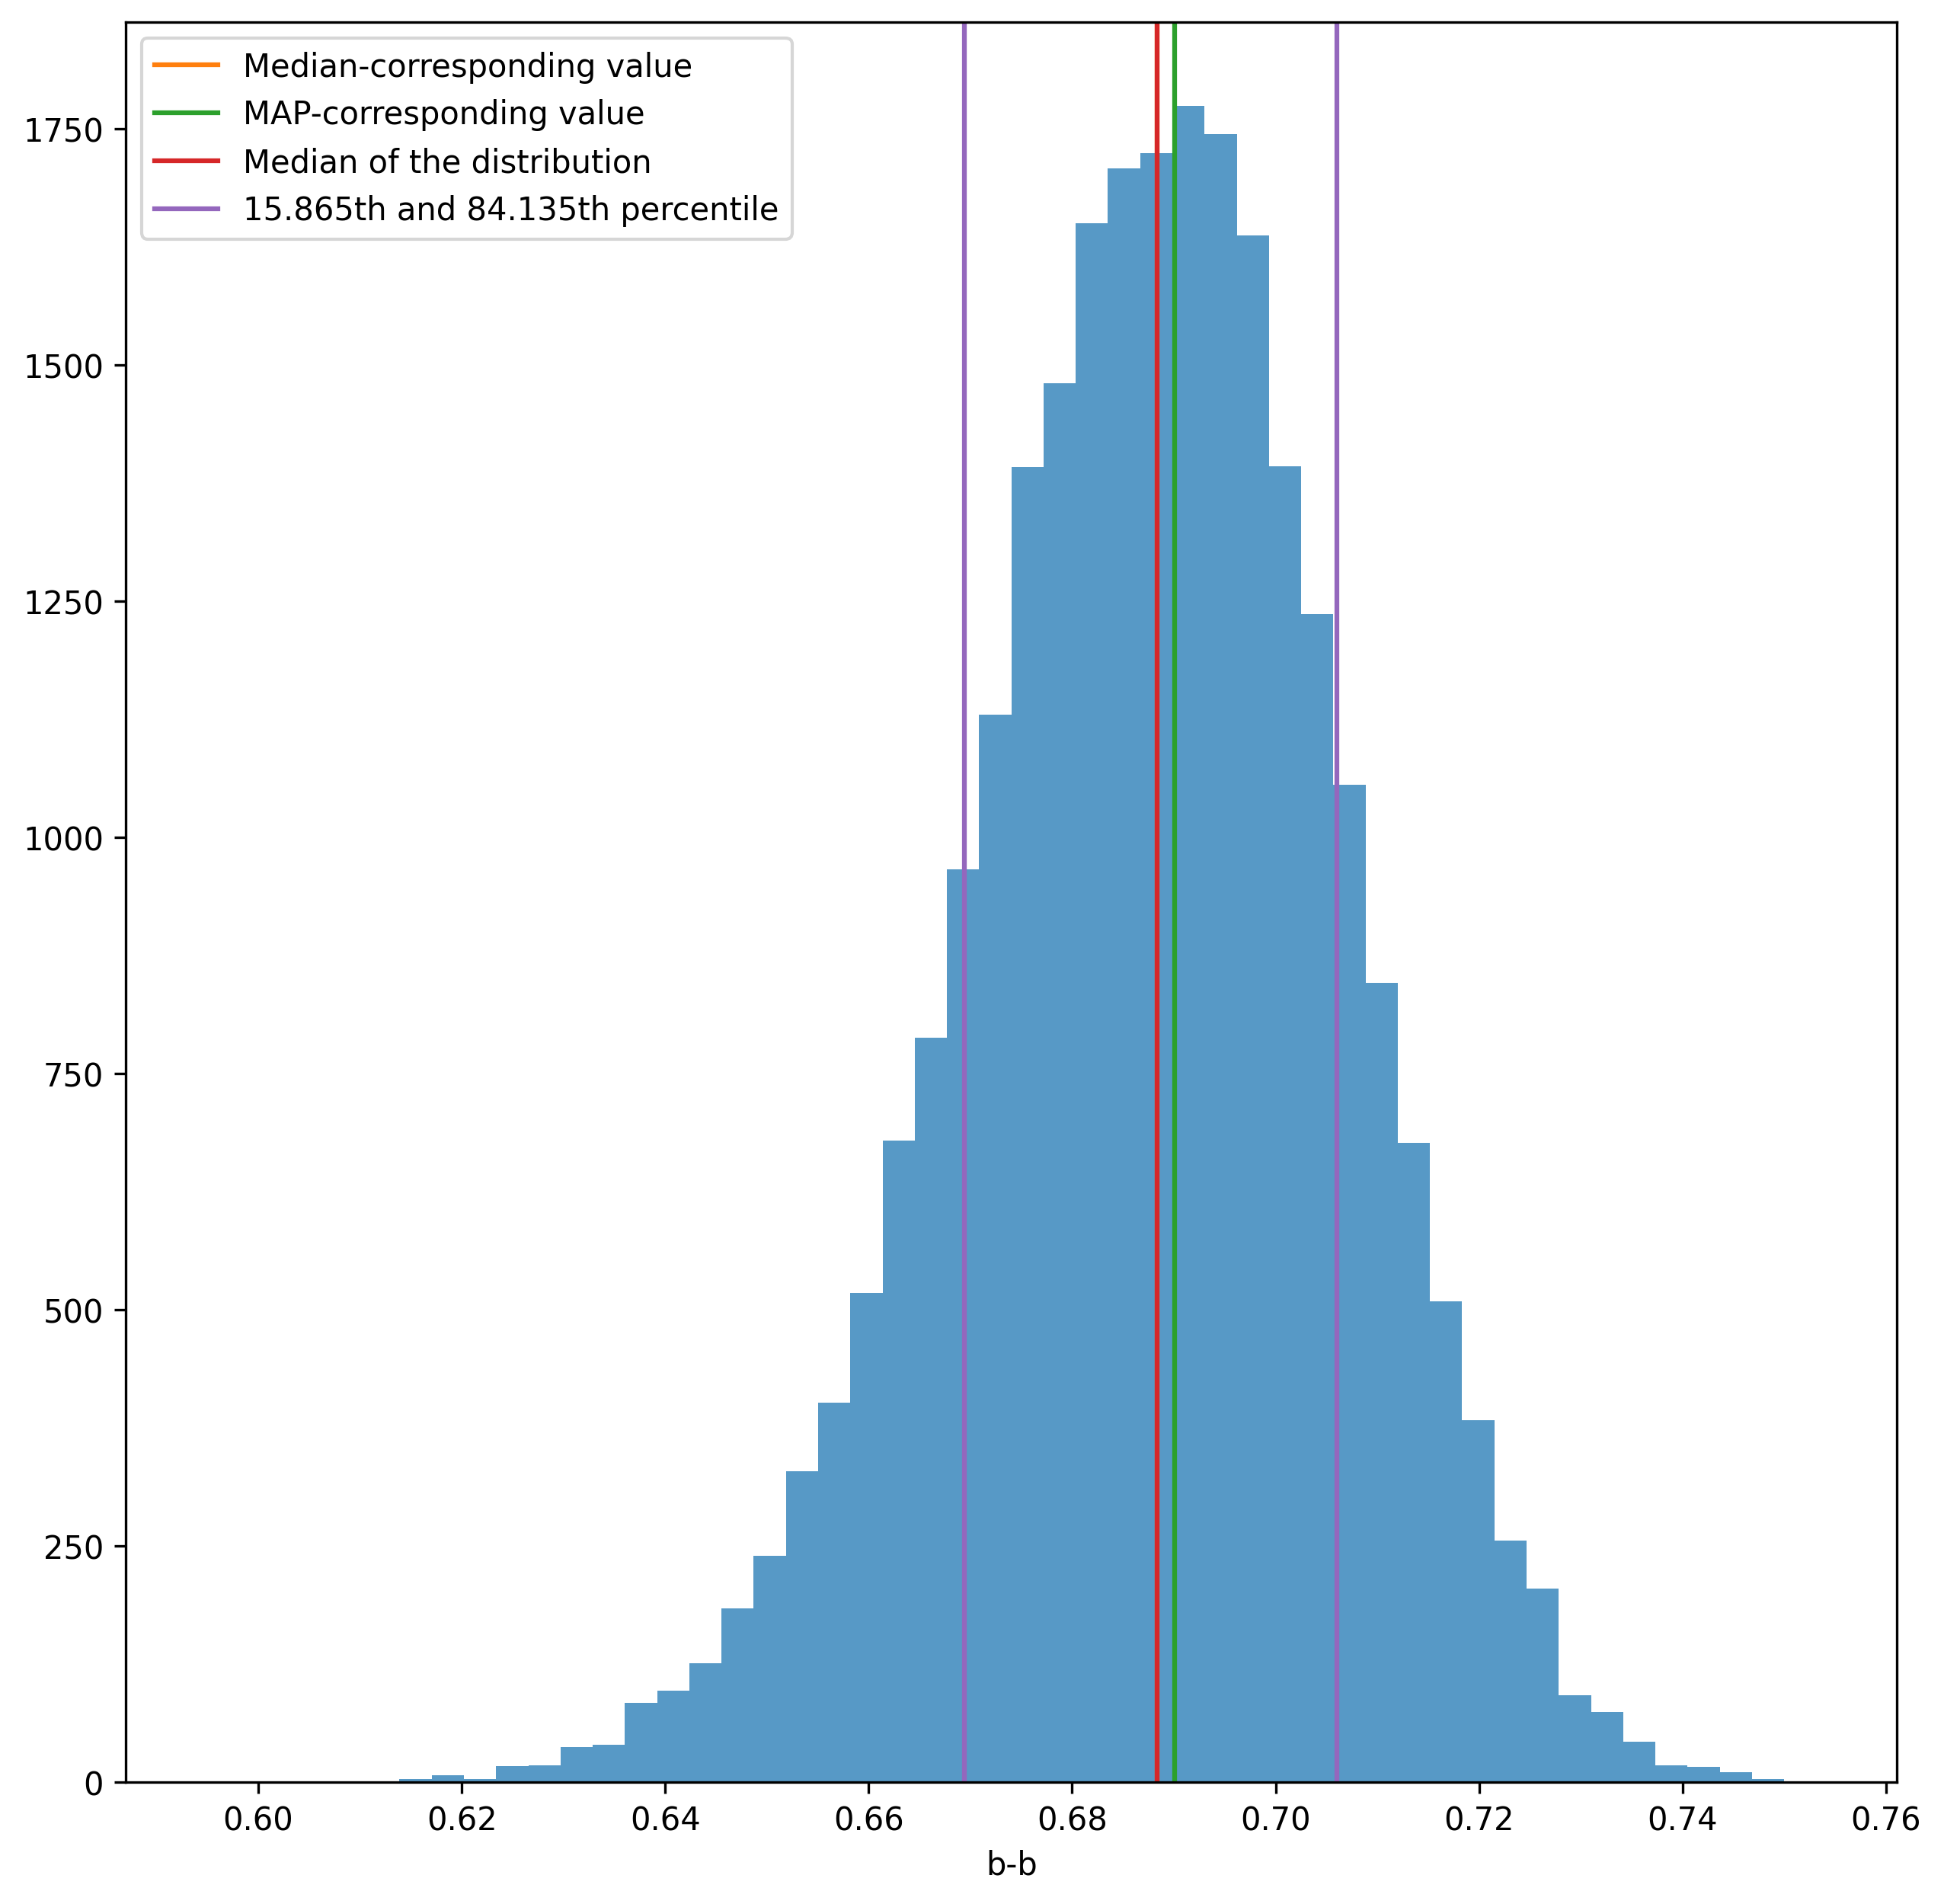 Median-corresponding value
MAP-corresponding value
Median of the distribution
15.865th and 84.135th percentile
1750
1500
1250
1000
750
500
250
0
0.60 0.62 0.64 0.66 0.68 0.70 0.72 0.74 0.76
b-b